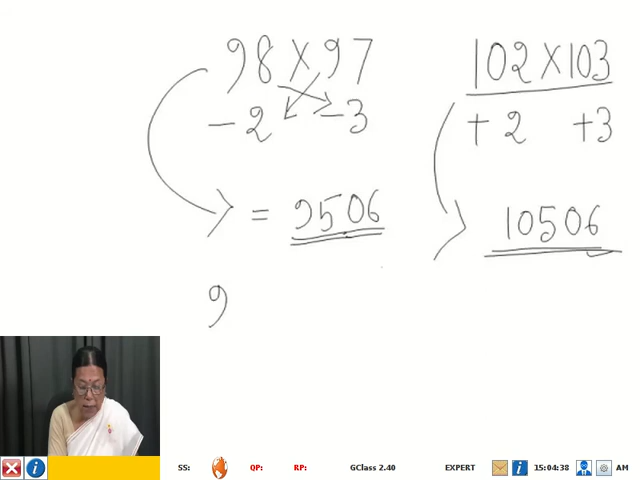 98 X 97 102 X 103
-2 -3 +2 +3
= 9506 10506
9
SS: QP: RP: GClass 2.40 EXPERT 15:04:38 AM